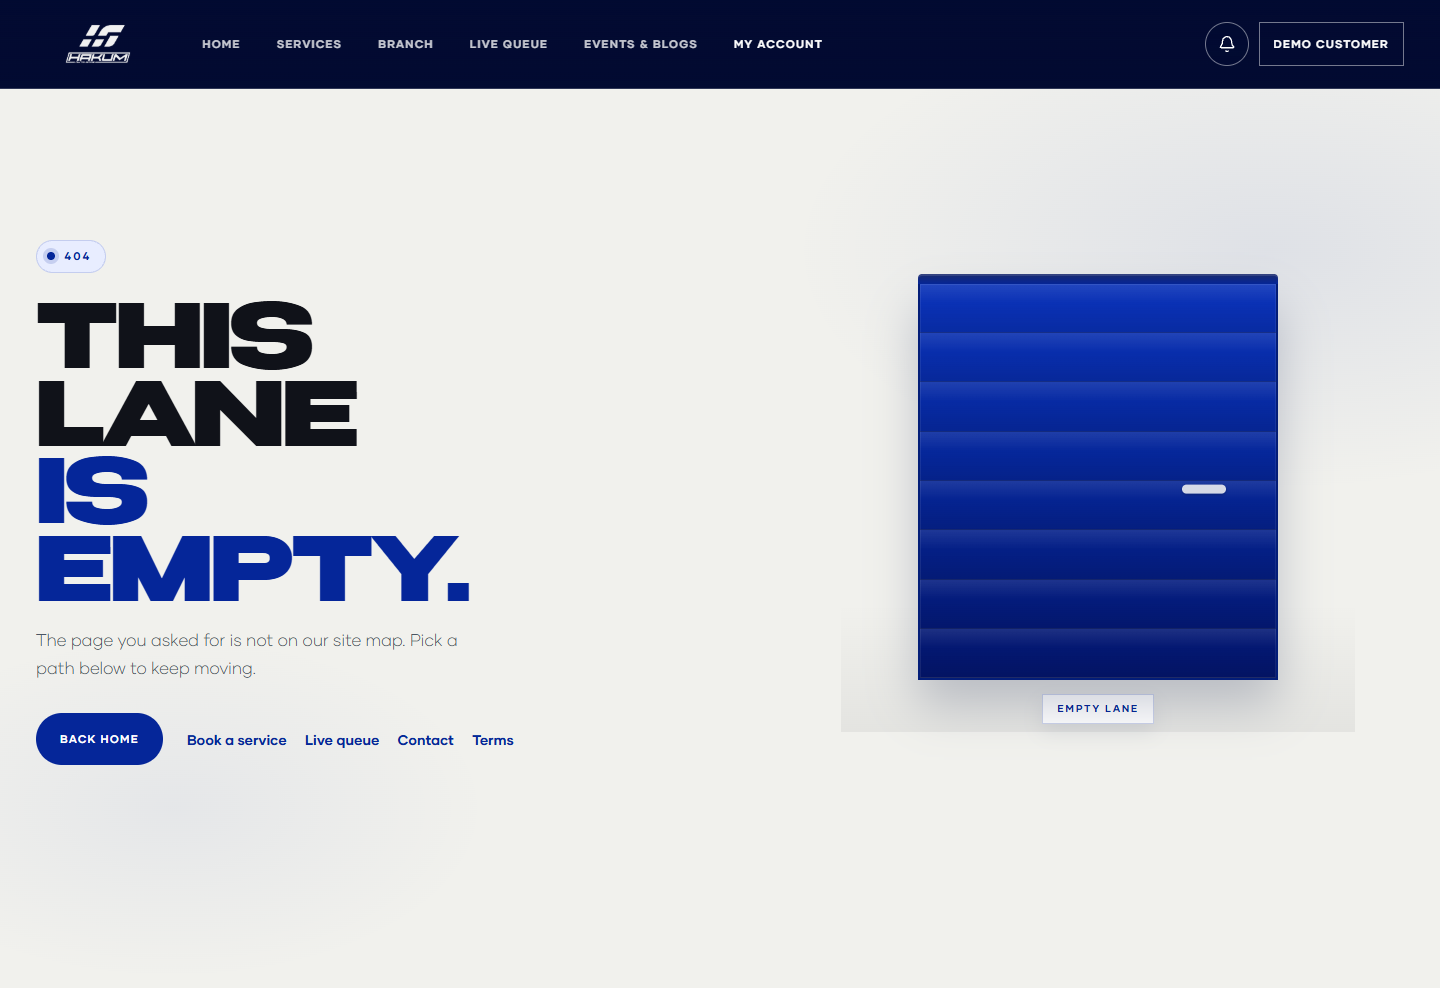 HAKUM
HOME
SERVICES
BRANCH
LIVE QUEUE
EVENTS & BLOGS
MY ACCOUNT
DEMO CUSTOMER
404
THIS
LANE
IS
EMPTY.
The page you asked for is not on our site map. Pick a
path below to keep moving.
BACK HOME
Book a service
Live queue
Contact
Terms
EMPTY LANE